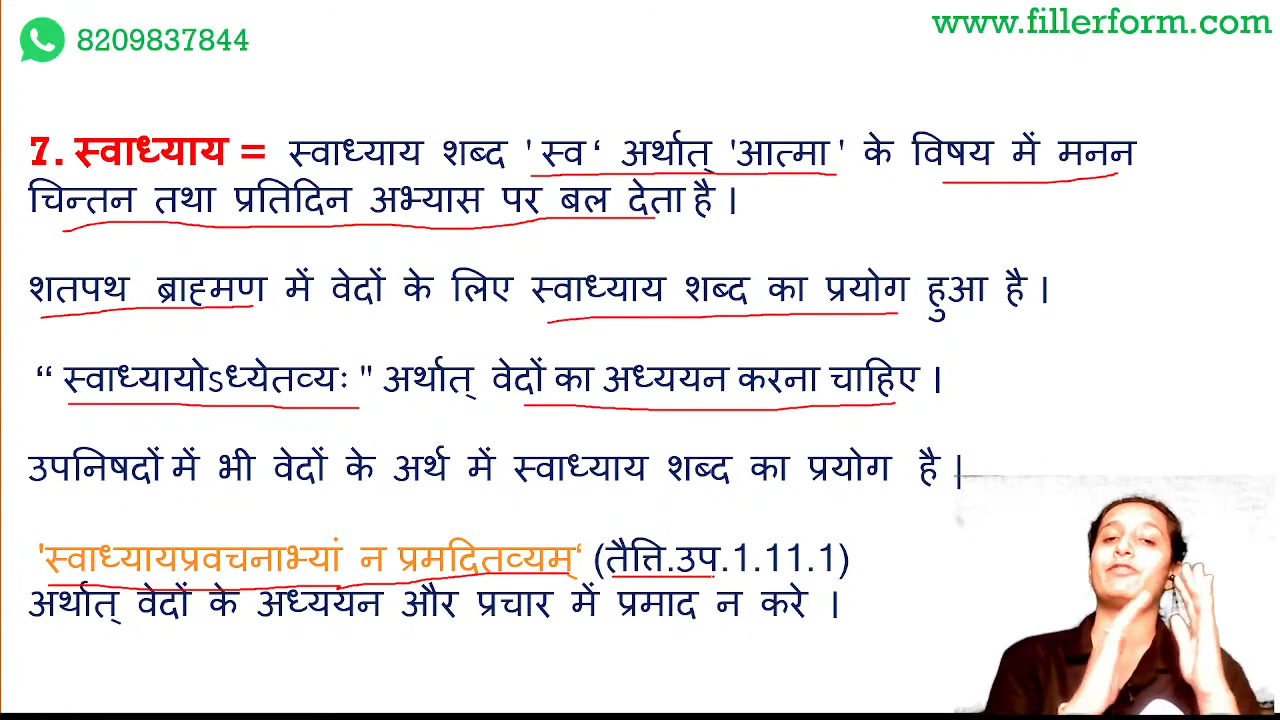 8209837844
www.fillerform.com
7. स्वाध्याय = स्वाध्याय शब्द ' स्व‘ अर्थात् 'आत्मा ' के विषय में मनन
चिन्तन तथा प्रतिदिन अभ्यास पर बल देता है ।
शतपथ ब्राह्मण में वेदों के लिए स्वाध्याय शब्द का प्रयोग हुआ है ।
“ स्वाध्यायोऽध्येतव्यः " अर्थात् वेदों का अध्ययन करना चाहिए ।
उपनिषदों में भी वेदों के अर्थ में स्वाध्याय शब्द का प्रयोग है |
'स्वाध्यायप्रवचनाभ्यां न प्रमदितव्यम्‘ (तैत्ति.उप.1.11.1)
अर्थात् वेदों के अध्ययन और प्रचार में प्रमाद न करे ।